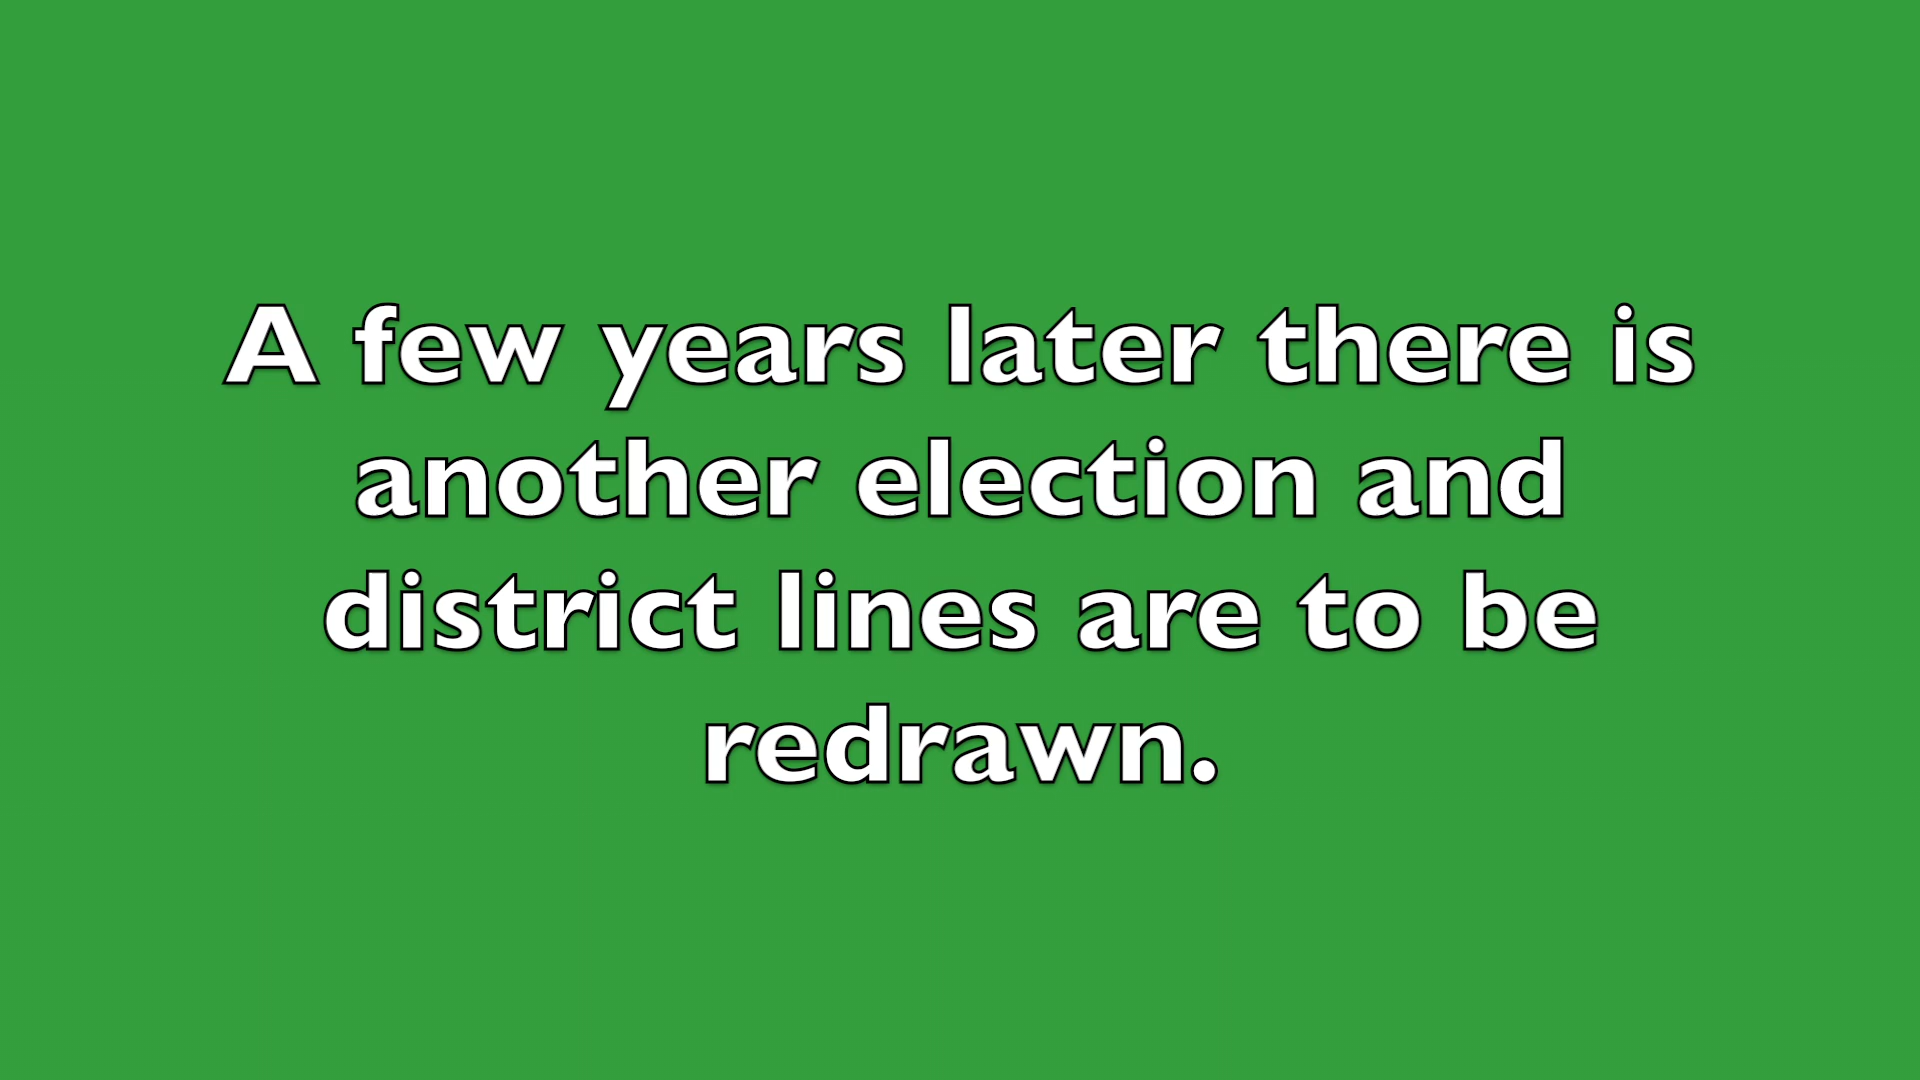 A few years later there is
another election and
district lines are to be
redrawn.